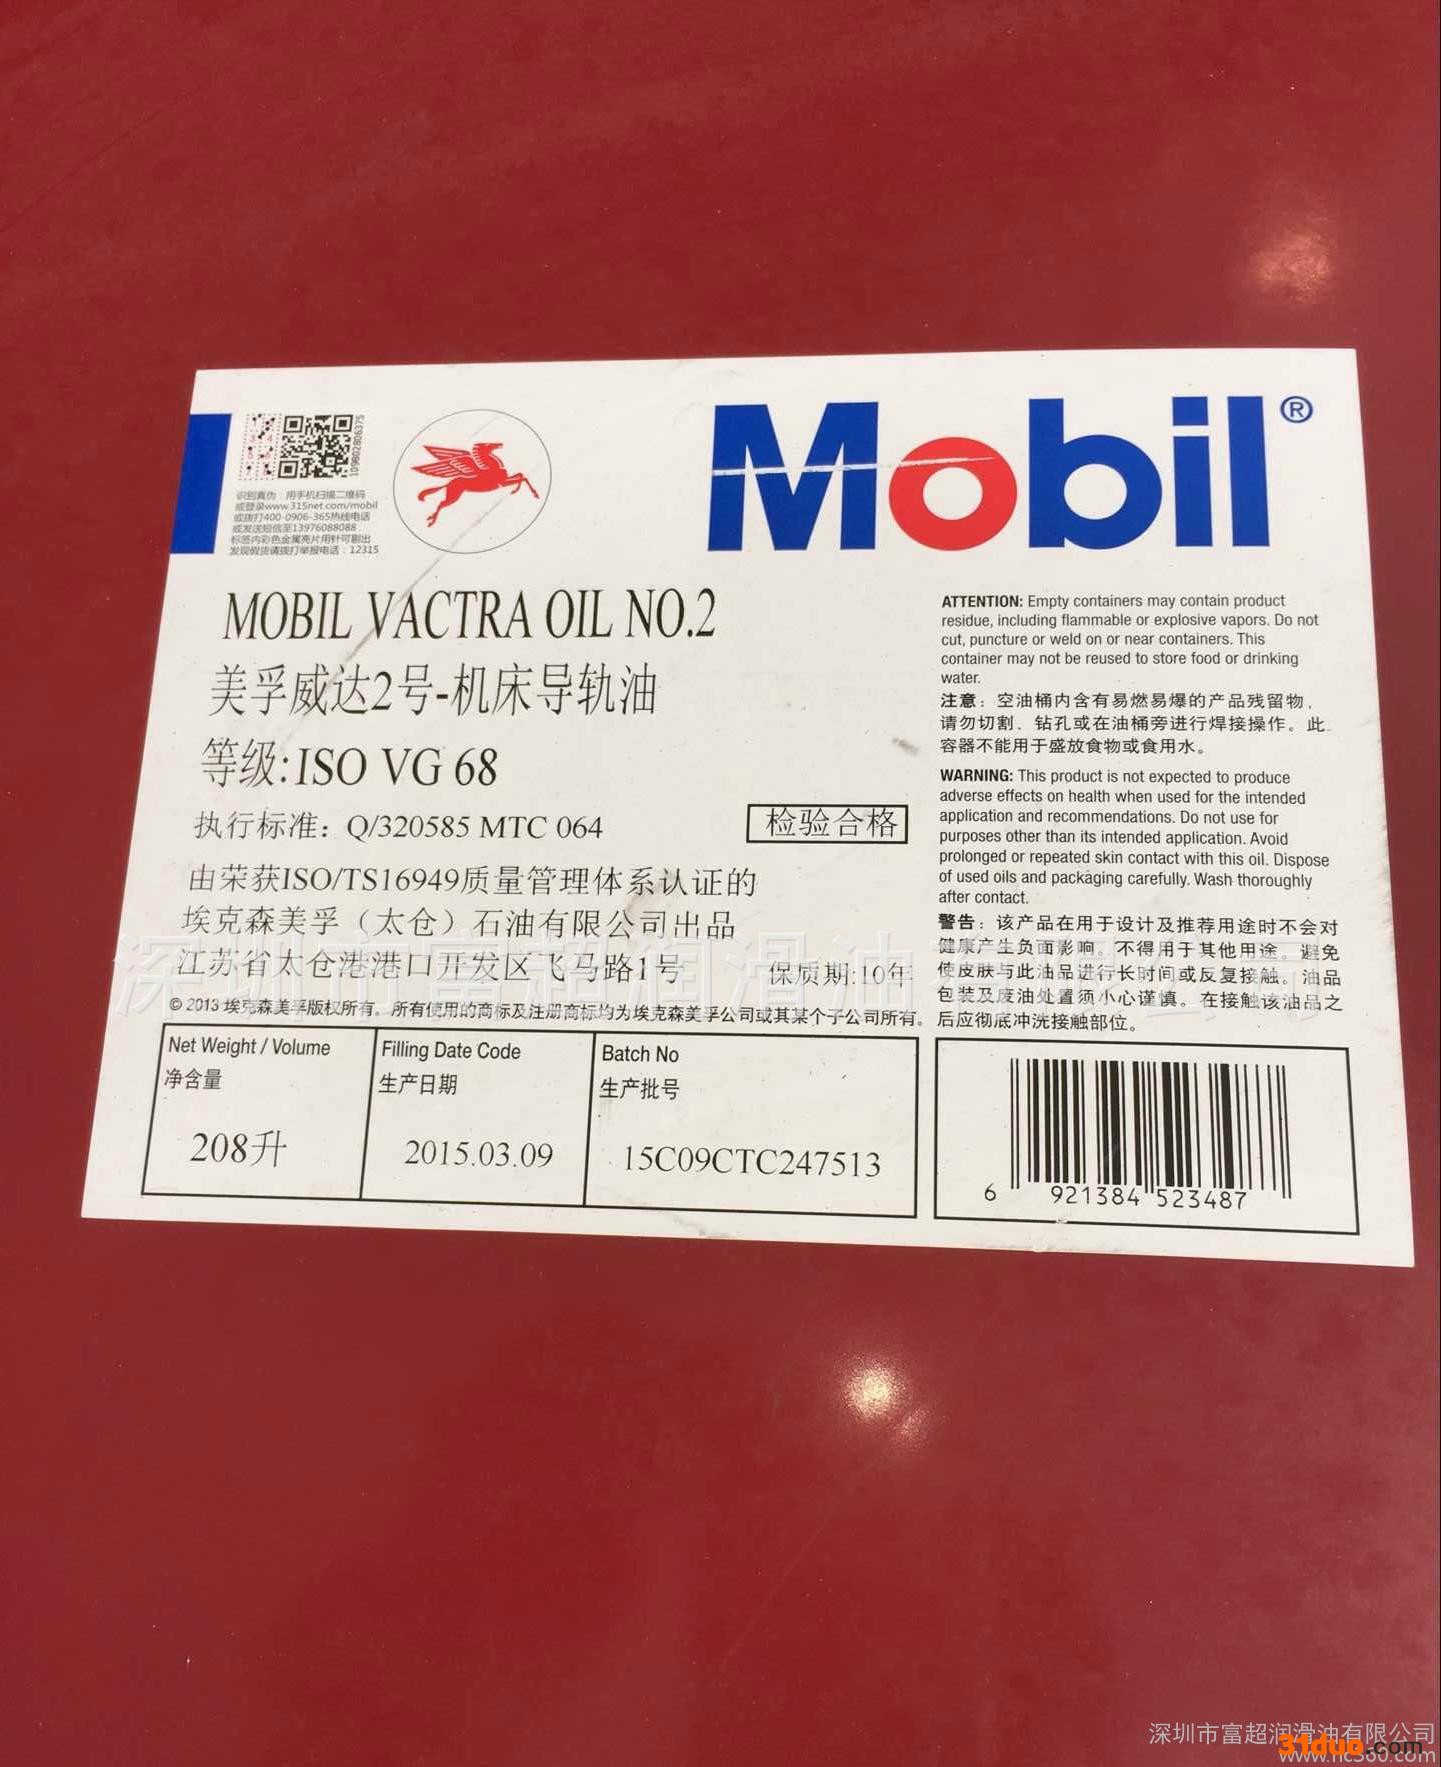 Mobil®
109802806375
识别真伪：用手机扫描二维码
或登录www.315net.com/mobil
或拨打400-0906-365热线电话
或发送短信至13976088088
标签内彩色金属亮片用针可剔出
发现假货请拨打举报电话：12315
MOBIL VACTRA OIL NO.2
美孚威达2号-机床导轨油
等级:ISO VG 68
执行标准：Q/320585 MTC 064
检验合格
由荣获ISO/TS16949质量管理体系认证的
埃克森美孚（太仓）石油有限公司出品
江苏省太仓港港口开发区飞马路1号
保质期:10年
©2013 埃克森美孚版权所有。所有使用的商标及注册商标均为埃克森美孚公司或其某个子公司所有。
ATTENTION: Empty containers may contain product
residue, including flammable or explosive vapors. Do not
cut, puncture or weld on or near containers. This
container may not be reused to store food or drinking
water.
注意：空油桶内含有易燃易爆的产品残留物，
请勿切割、钻孔或在油桶旁进行焊接操作。此
容器不能用于盛放食物或食用水。
WARNING: This product is not expected to produce
adverse effects on health when used for the intended
application and recommendations. Do not use for
purposes other than its intended application. Avoid
prolonged or repeated skin contact with this oil. Dispose
of used oils and packaging carefully. Wash thoroughly
after contact.
警告：该产品在用于设计及推荐用途时不会对
健康产生负面影响，不得用于其他用途。避免
使皮肤与此油品进行长时间或反复接触。油品
包装及废油处置须小心谨慎。在接触该油品之
后应彻底冲洗接触部位。
Net Weight / Volume
净含量
208升
Filling Date Code
生产日期
2015.03.09
Batch No
生产批号
15C09CTC247513
6 921384 523487
深圳市富超润滑油有限公司
深圳市富超润滑油有限公司
31duo.com
www.hc360.com